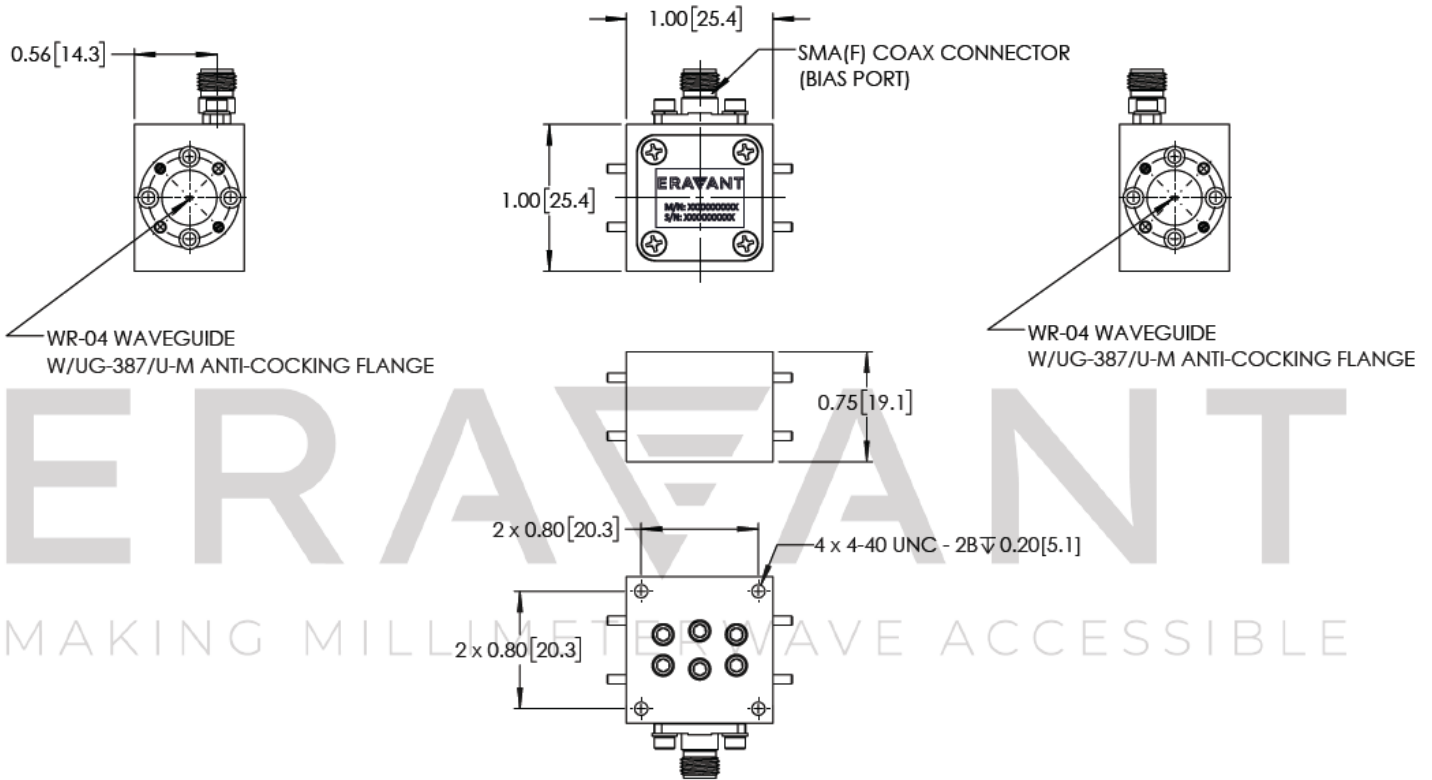 0.56[14.3]
1.00[25.4]
SMA(F) COAX CONNECTOR
(BIAS PORT)
1.00[25.4]
ERAVANT
M/N: XXXXXXXXXX
S/N: XXXXXXXXXX
WR-04 WAVEGUIDE
W/UG-387/U-M ANTI-COCKING FLANGE
WR-04 WAVEGUIDE
W/UG-387/U-M ANTI-COCKING FLANGE
0.75[19.1]
ERAVANT
2 x 0.80[20.3]
4 x 4-40 UNC - 2B↧0.20[5.1]
MAKING MILLIMETERWAVE ACCESSIBLE
2 x 0.80[20.3]